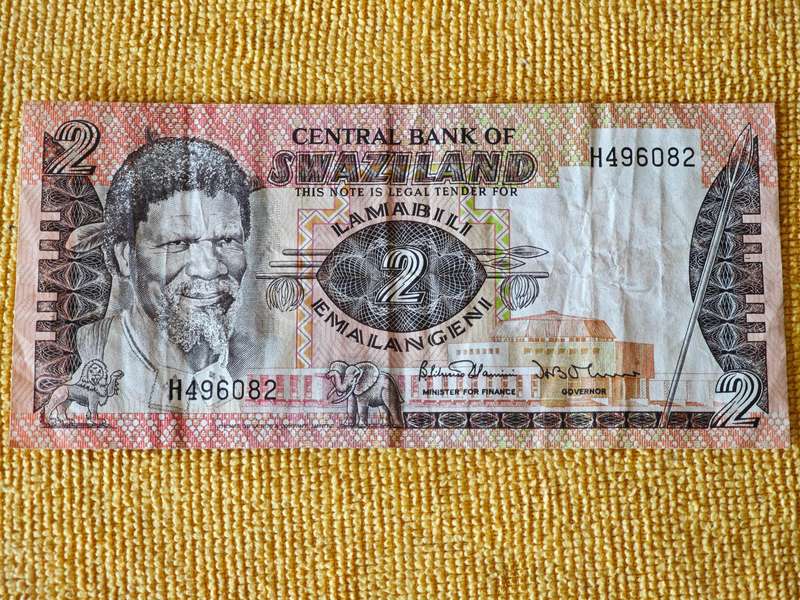 2
CENTRAL BANK OF
SWAZILAND
THIS NOTE IS LEGAL TENDER FOR
H496082
LAMABILI
2
EMALANGENI
H496082
MINISTER FOR FINANCE
GOVERNOR
2